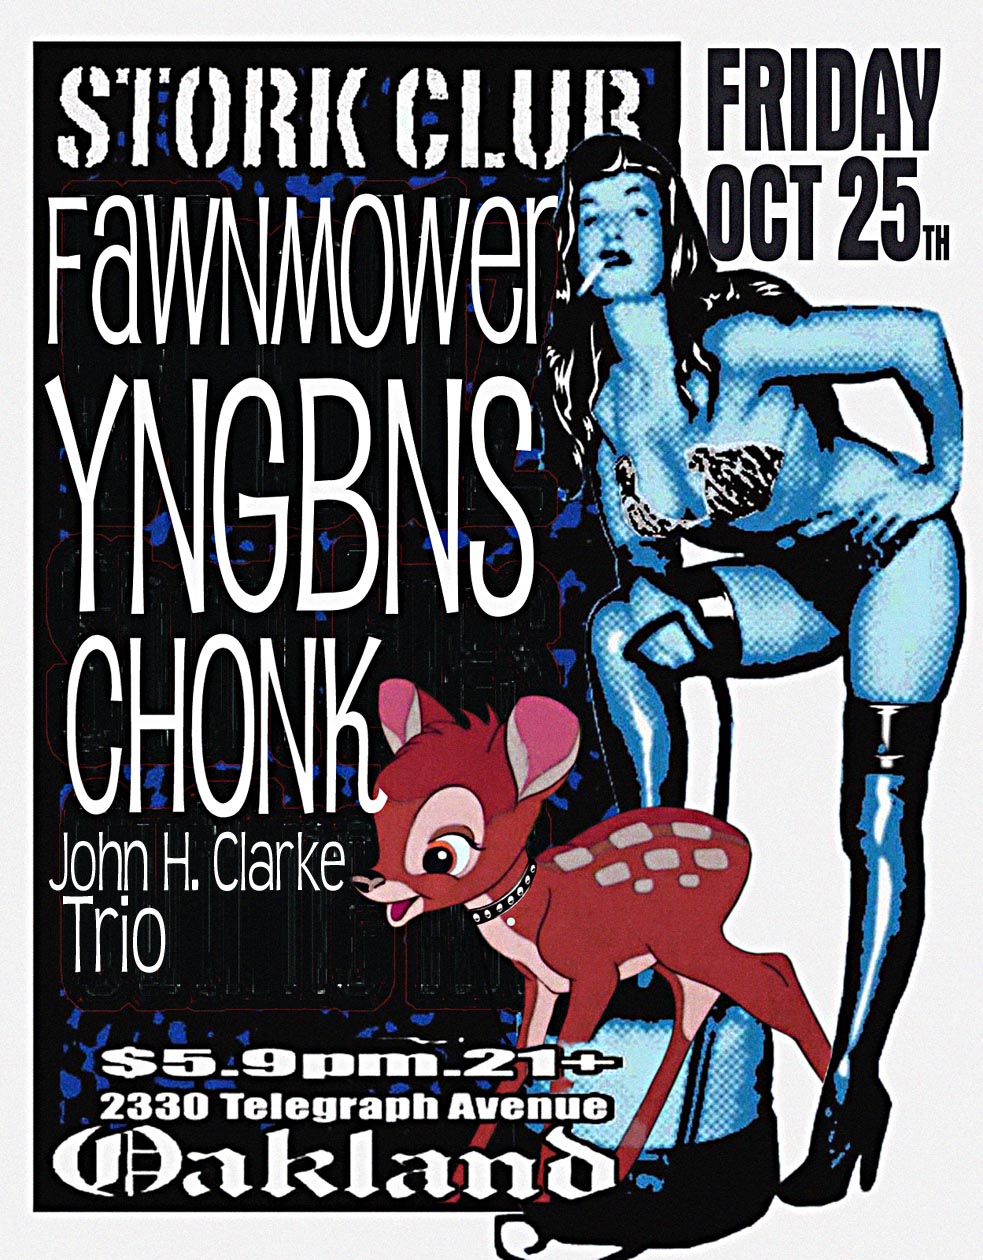 STORK CLUB
FRIDAY
OCT 25TH
FaWNMOWer
YNGBNS
CHONK
John H. Clarke
Trio
$5.9pm.21+
2330 Telegraph Avenue
Oakland